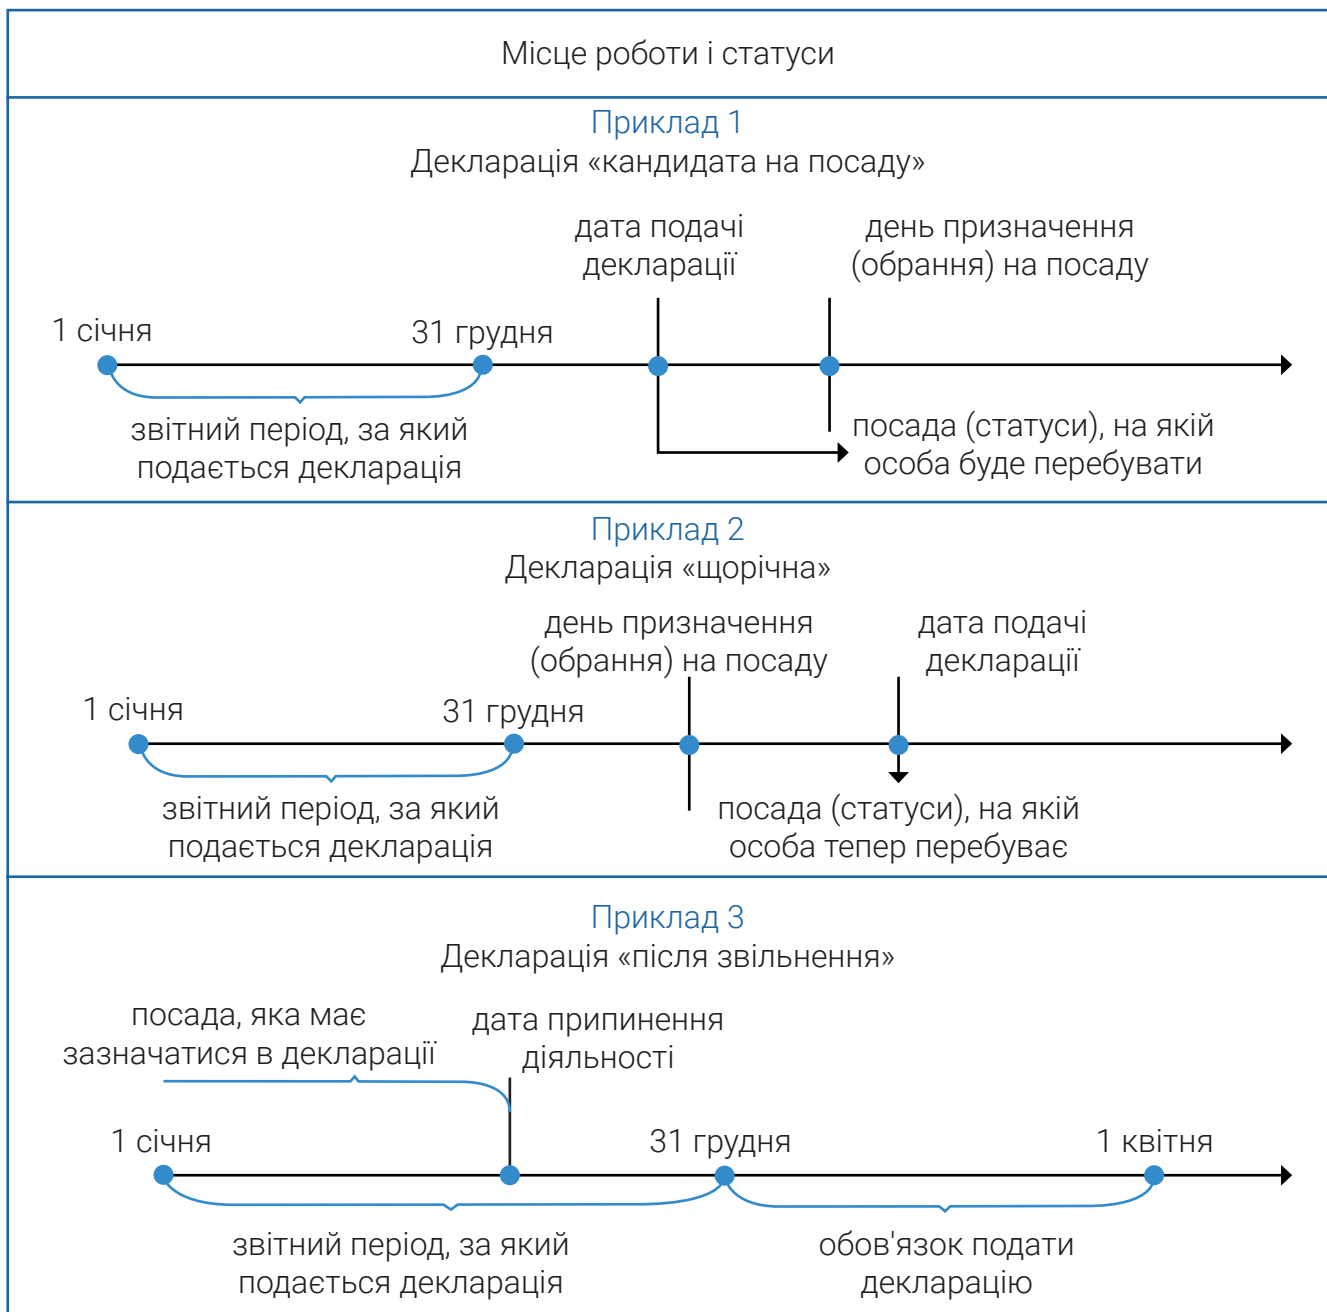 Місце роботи і статуси
Приклад 1
Декларація «кандидата на посаду»
дата подачі
декларації
день призначення
(обрання) на посаду
1 січня
31 грудня
звітний період, за який
подається декларація
посада (статуси), на якій
особа буде перебувати
Приклад 2
Декларація «щорічна»
день призначення
(обрання) на посаду
дата подачі
декларації
1 січня
31 грудня
звітний період, за який
подається декларація
посада (статуси), на якій
особа тепер перебуває
Приклад 3
Декларація «після звільнення»
посада, яка має
зазначатися в декларації
дата припинення
діяльності
1 січня
31 грудня
1 квітня
звітний період, за який
подається декларація
обов'язок подати
декларацію